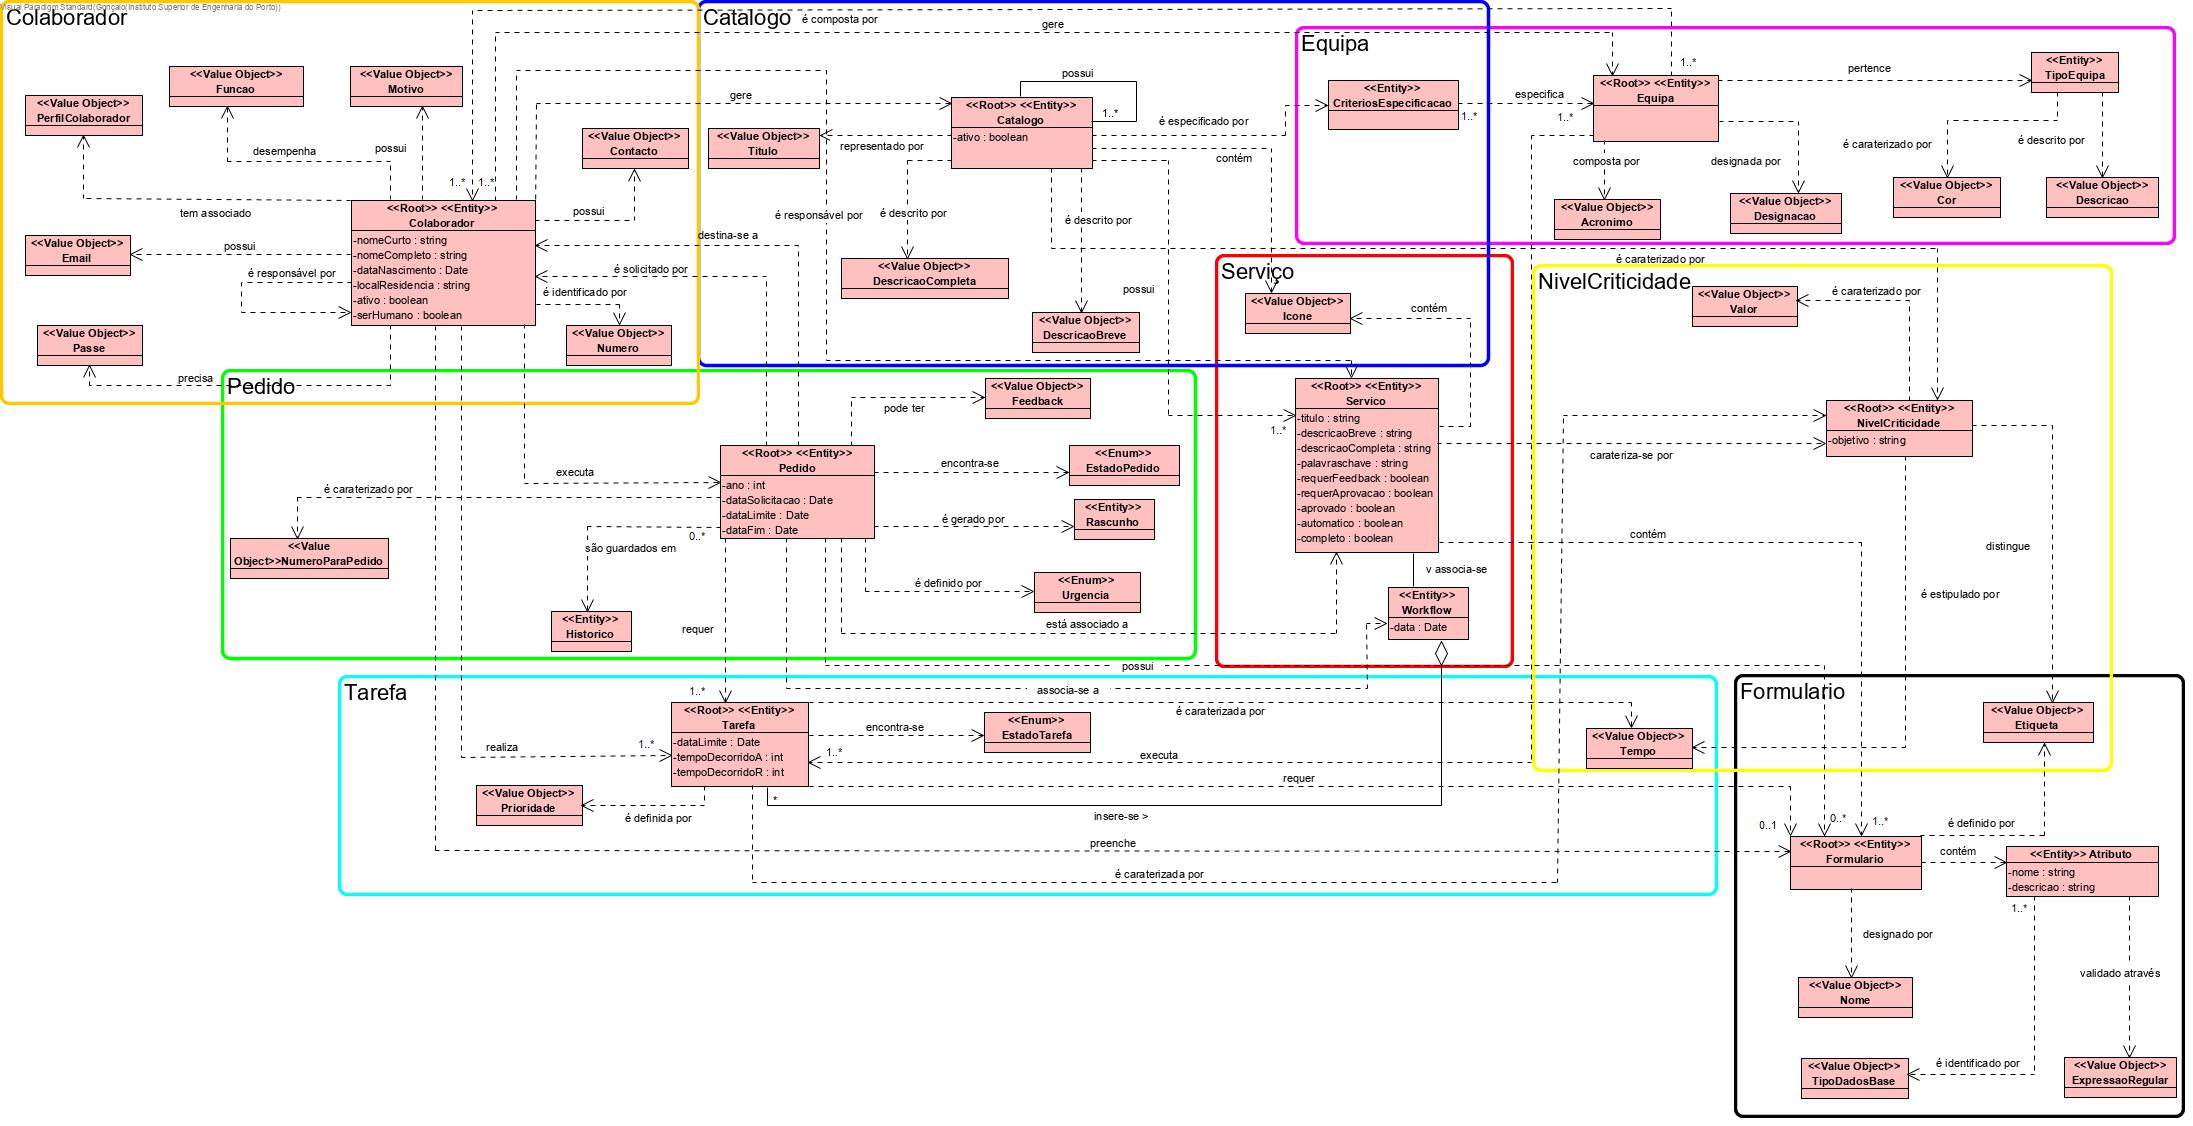 Visual Paradigm Standard(Gonçalo(Instituto Superior de Engenharia do Porto))
Colaborador
<<Value Object>>
PerfilColaborador
<<Value Object>>
Funcao
<<Value Object>>
Motivo
<<Value Object>>
Contacto
desempenha
possui
1..*
1..*
tem associado
possui
<<Root>> <<Entity>>
Colaborador
-nomeCurto : string
-nomeCompleto : string
-dataNascimento : Date
-localResidencia : string
-ativo : boolean
-serHumano : boolean
<<Value Object>>
Email
possui
é responsável por
é identificado por
<<Value Object>>
Passe
precisa
<<Value Object>>
Numero
Catalogo
é composta por
gere
gere
possui
1..*
<<Root>> <<Entity>>
Catalogo
-ativo : boolean
<<Value Object>>
Titulo
representado por
é especificado por
contém
é responsável por
é descrito por
é descrito por
destina-se a
é solicitado por
<<Value Object>>
DescricaoCompleta
<<Value Object>>
DescricaoBreve
possui
Equipa
<<Entity>>
CriteriosEspecificacao
1..*
especifica
1..*
1..*
<<Root>> <<Entity>>
Equipa
pertence
<<Entity>>
TipoEquipa
composta por
designada por
é caraterizado por
é descrito por
<<Value Object>>
Acronimo
<<Value Object>>
Designacao
<<Value Object>>
Cor
<<Value Object>>
Descricao
é caraterizado por
Serviço
<<Value Object>>
Icone
contém
<<Root>> <<Entity>>
Servico
-titulo : string
-descricaoBreve : string
-descricaoCompleta : string
-palavraschave : string
-requerFeedback : boolean
-requerAprovacao : boolean
-aprovado : boolean
-automatico : boolean
-completo : boolean
1..*
v associa-se
<<Entity>>
Workflow
-data : Date
NivelCriticidade
<<Value Object>>
Valor
é caraterizado por
<<Root>> <<Entity>>
NivelCriticidade
-objetivo : string
carateriza-se por
contém
distingue
é estipulado por
<<Value Object>>
Tempo
Pedido
<<Value Object>>
Feedback
pode ter
<<Root>> <<Entity>>
Pedido
-ano : int
-dataSolicitacao : Date
-dataLimite : Date
-dataFim : Date
executa
encontra-se
<<Enum>>
EstadoPedido
é caraterizado por
<<Entity>>
Rascunho
é gerado por
0..*
<<Value
Object>>NumeroParaPedido
são guardados em
<<Enum>>
Urgencia
é definido por
<<Entity>>
Historico
requer
está associado a
possui
associa-se a
Tarefa
1..*
<<Root>> <<Entity>>
Tarefa
-dataLimite : Date
-tempoDecorridoA : int
-tempoDecorridoR : int
é caraterizada por
encontra-se
<<Enum>>
EstadoTarefa
realiza
1..*
1..*
executa
requer
<<Value Object>>
Prioridade
é definida por
*
insere-se >
preenche
é caraterizada por
Formulario
<<Value Object>>
Etiqueta
0..1
0..*
1..*
é definido por
<<Root>> <<Entity>>
Formulario
contém
<<Entity>> Atributo
-nome : string
-descricao : string
1..*
designado por
validado através
<<Value Object>>
Nome
é identificado por
<<Value Object>>
TipoDadosBase
<<Value Object>>
ExpressaoRegular